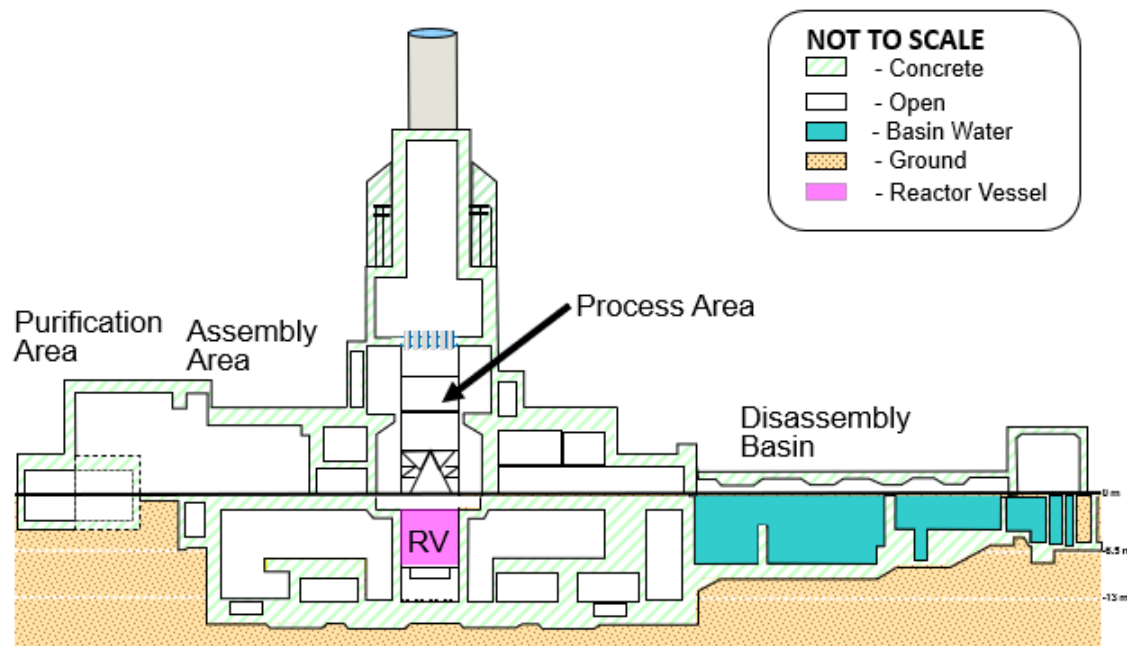 NOT TO SCALE
- Concrete
- Open
- Basin Water
- Ground
- Reactor Vessel
Process Area
Purification
Area
Assembly
Area
Disassembly
Basin
0 m
-6.5 m
-13 m
RV